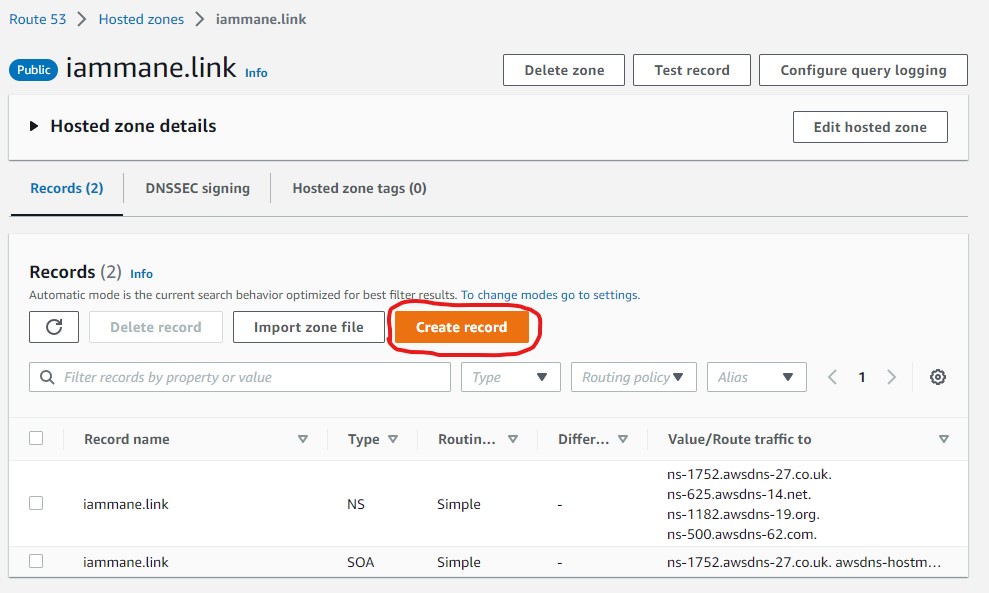 Route 53 > Hosted zones > iammane.link
Public iammane.link Info
Delete zone Test record Configure query logging
Hosted zone details Edit hosted zone
Records (2) DNSSEC signing Hosted zone tags (0)
Records (2) Info
Automatic mode is the current search behavior optimized for best filter results. To change modes go to settings.
Delete record Import zone file Create record
Filter records by property or value Type Routing policy Alias 1
Record name Type Routin... Differ... Value/Route traffic to
ns-1752.awsdns-27.co.uk.
ns-625.awsdns-14.net.
iammane.link NS Simple -
ns-1182.awsdns-19.org.
ns-500.awsdns-62.com.
iammane.link SOA Simple - ns-1752.awsdns-27.co.uk. awsdns-hostm...